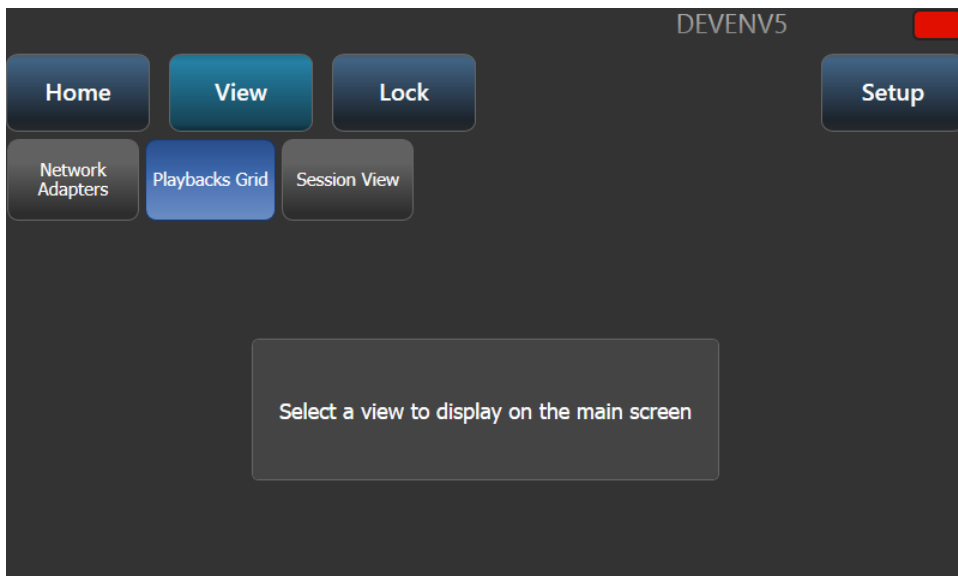 DEVENV5
Home View Lock Setup
Network
Adapters
Playbacks Grid
Session View
Select a view to display on the main screen